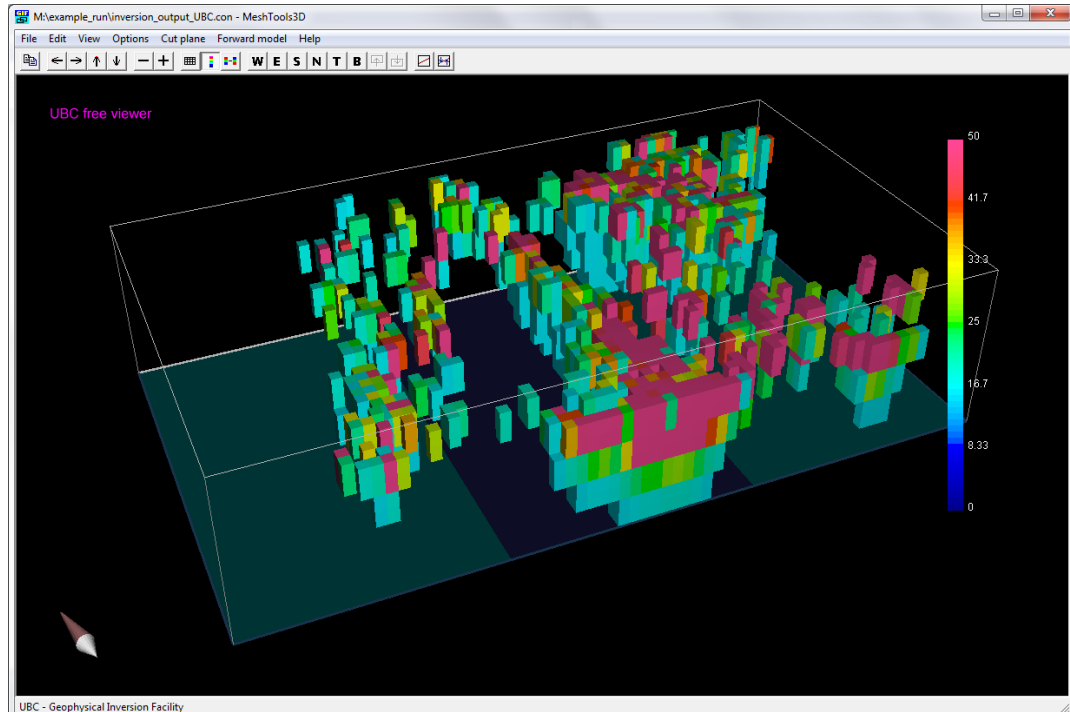 M:\example_run\inversion_output_UBC.con - MeshTools3D
File Edit View Options Cut plane Forward model Help
W E S N T B
UBC free viewer
50
41.7
33.3
25
16.7
8.33
0
UBC - Geophysical Inversion Facility